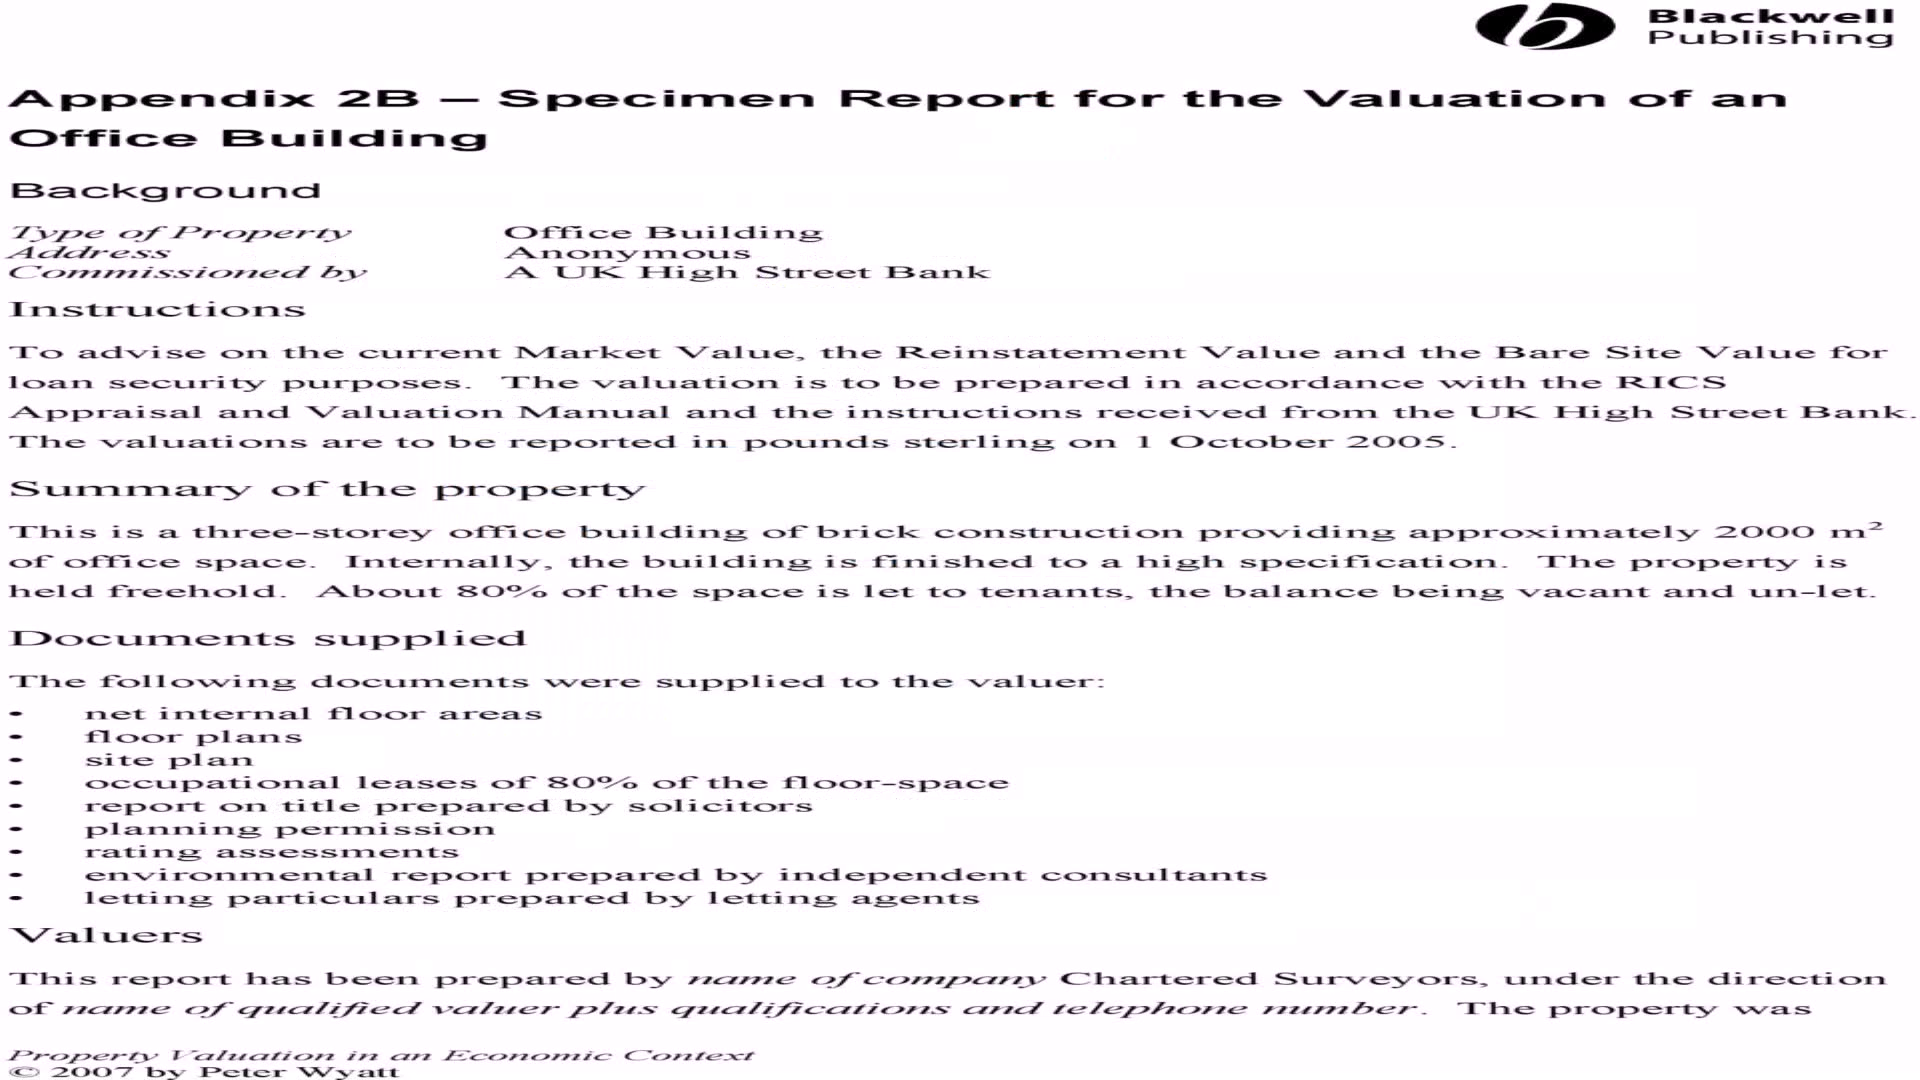 Blackwell
Publishing
Appendix 2B – Specimen Report for the Valuation of an
Office Building
Background
Type of Property Office Building
Address Anonymous
Commissioned by A UK High Street Bank
Instructions
To advise on the current Market Value, the Reinstatement Value and the Bare Site Value for
loan security purposes. The valuation is to be prepared in accordance with the RICS
Appraisal and Valuation Manual and the instructions received from the UK High Street Bank.
The valuations are to be reported in pounds sterling on 1 October 2005.
Summary of the property
This is a three-storey office building of brick construction providing approximately 2000 m²
of office space. Internally, the building is finished to a high specification. The property is
held freehold. About 80% of the space is let to tenants, the balance being vacant and un-let.
Documents supplied
The following documents were supplied to the valuer:
• net internal floor areas
• floor plans
• site plan
• occupational leases of 80% of the floor-space
• report on title prepared by solicitors
• planning permission
• rating assessments
• environmental report prepared by independent consultants
• letting particulars prepared by letting agents
Valuers
This report has been prepared by name of company Chartered Surveyors, under the direction
of name of qualified valuer plus qualifications and telephone number. The property was
Property Valuation in an Economic Context
© 2007 by Peter Wyatt